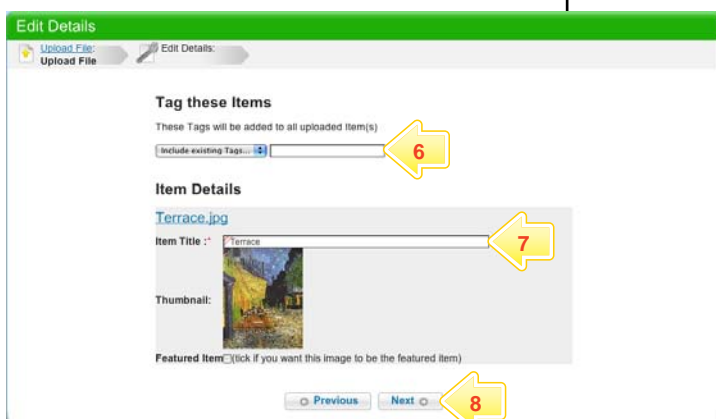 Edit Details
Upload File: Edit Details:
Upload File
Tag these Items
These Tags will be added to all uploaded Item(s)
Include existing Tags... 6
Item Details
Terrace.jpg
Item Title :* Terrace 7
Thumbnail:
Featured Item (tick if you want this image to be the featured item)
Previous Next 8